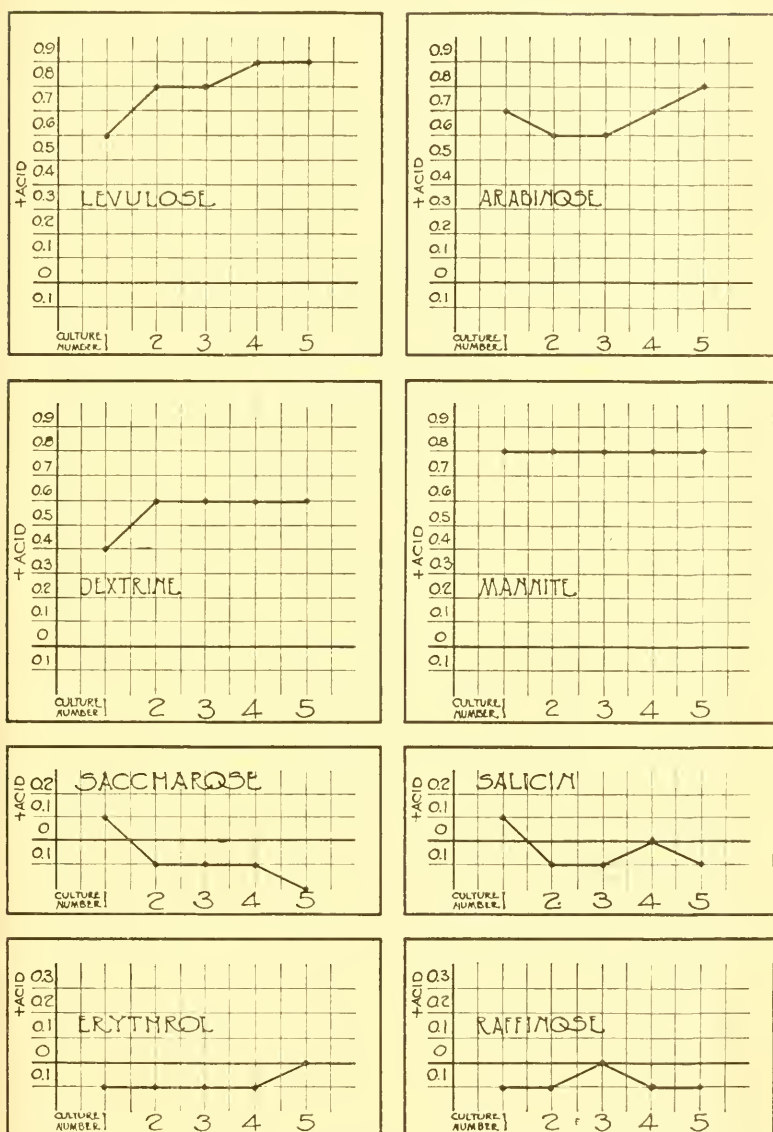 0.9
0.8
0.7
0.6
0.5
0.4
0.3
0.2
0.1
0
0.1
+ACID
LEVULOSE
CULTURE
NUMBER 1 2 3 4 5
0.9
0.8
0.7
0.6
0.5
0.4
0.3
0.2
0.1
0
0.1
+ACID
ARABINOSE
CULTURE
NUMBER 1 2 3 4 5
0.9
0.8
0.7
0.6
0.5
0.4
0.3
0.2
0.1
0
0.1
+ACID
DEXTRINE
CULTURE
NUMBER 1 2 3 4 5
0.9
0.8
0.7
0.6
0.5
0.4
0.3
0.2
0.1
0
0.1
+ACID
MANNITE
CULTURE
NUMBER 1 2 3 4 5
SACCHAROSE
0.2
0.1
0
0.1
+ACID
CULTURE
NUMBER 1 2 3 4 5
SALICIN
0.2
0.1
0
0.1
+ACID
CULTURE
NUMBER 1 2 3 4 5
0.3
0.2
0.1
0
0.1
+ACID
ERYTHROL
CULTURE
NUMBER 1 2 3 4 5
0.3
0.2
0.1
0
0.1
+ACID
RAFFINOSE
CULTURE
NUMBER 1 2 3 4 5